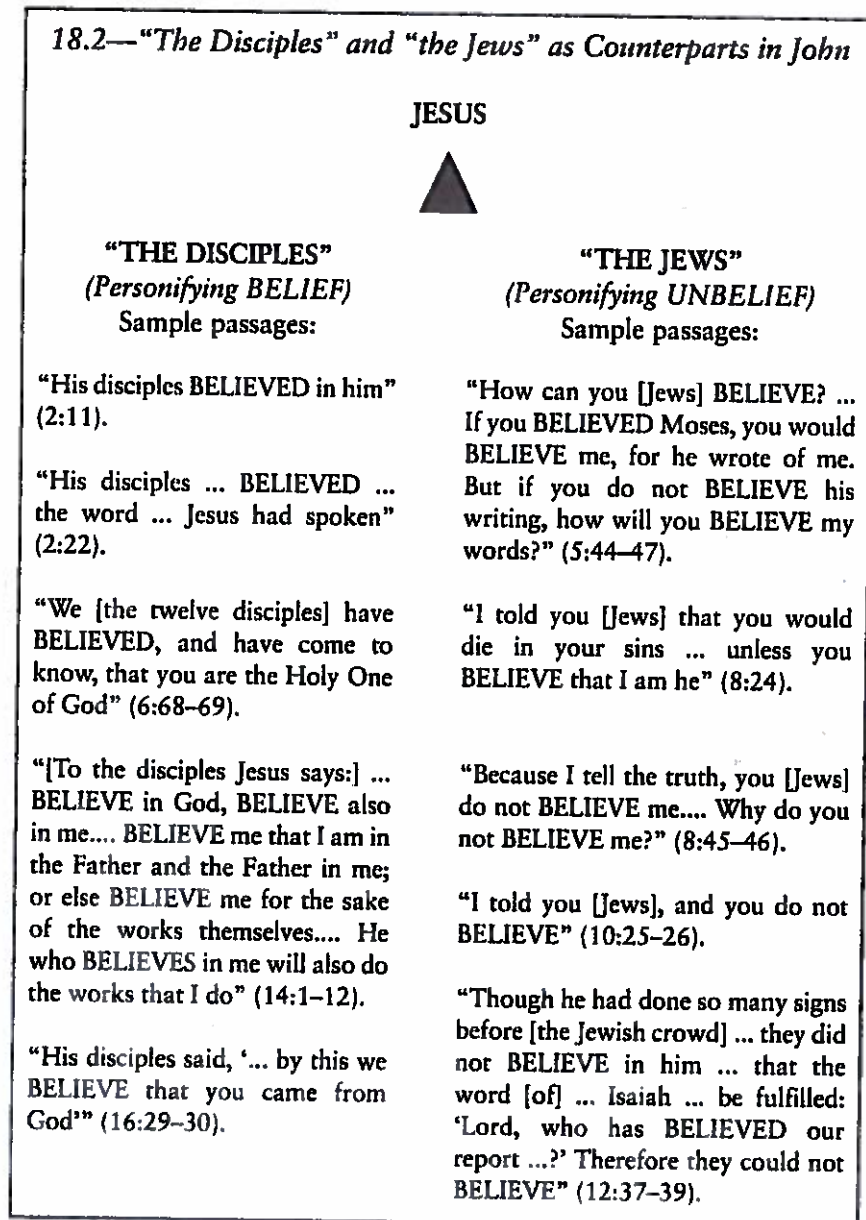 18.2—“The Disciples” and “the Jews” as Counterparts in John
JESUS
“THE DISCIPLES”
(Personifying BELIEF)
Sample passages:
“His disciples BELIEVED in him”
(2:11).
“His disciples ... BELIEVED ...
the word ... Jesus had spoken”
(2:22).
“We [the twelve disciples] have
BELIEVED, and have come to
know, that you are the Holy One
of God” (6:68–69).
“[To the disciples Jesus says:] ...
BELIEVE in God, BELIEVE also
in me.... BELIEVE me that I am in
the Father and the Father in me;
or else BELIEVE me for the sake
of the works themselves.... He
who BELIEVES in me will also do
the works that I do” (14:1–12).
“His disciples said, ‘... by this we
BELIEVE that you came from
God’” (16:29–30).
“THE JEWS”
(Personifying UNBELIEF)
Sample passages:
“How can you [Jews] BELIEVE? ...
If you BELIEVED Moses, you would
BELIEVE me, for he wrote of me.
But if you do not BELIEVE his
writing, how will you BELIEVE my
words?” (5:44–47).
“I told you [Jews] that you would
die in your sins ... unless you
BELIEVE that I am he” (8:24).
“Because I tell the truth, you [Jews]
do not BELIEVE me.... Why do you
not BELIEVE me?” (8:45–46).
“I told you [Jews], and you do not
BELIEVE” (10:25–26).
“Though he had done so many signs
before [the Jewish crowd] ... they did
not BELIEVE in him ... that the
word [of] ... Isaiah ... be fulfilled:
‘Lord, who has BELIEVED our
report ...?’ Therefore they could not
BELIEVE” (12:37–39).